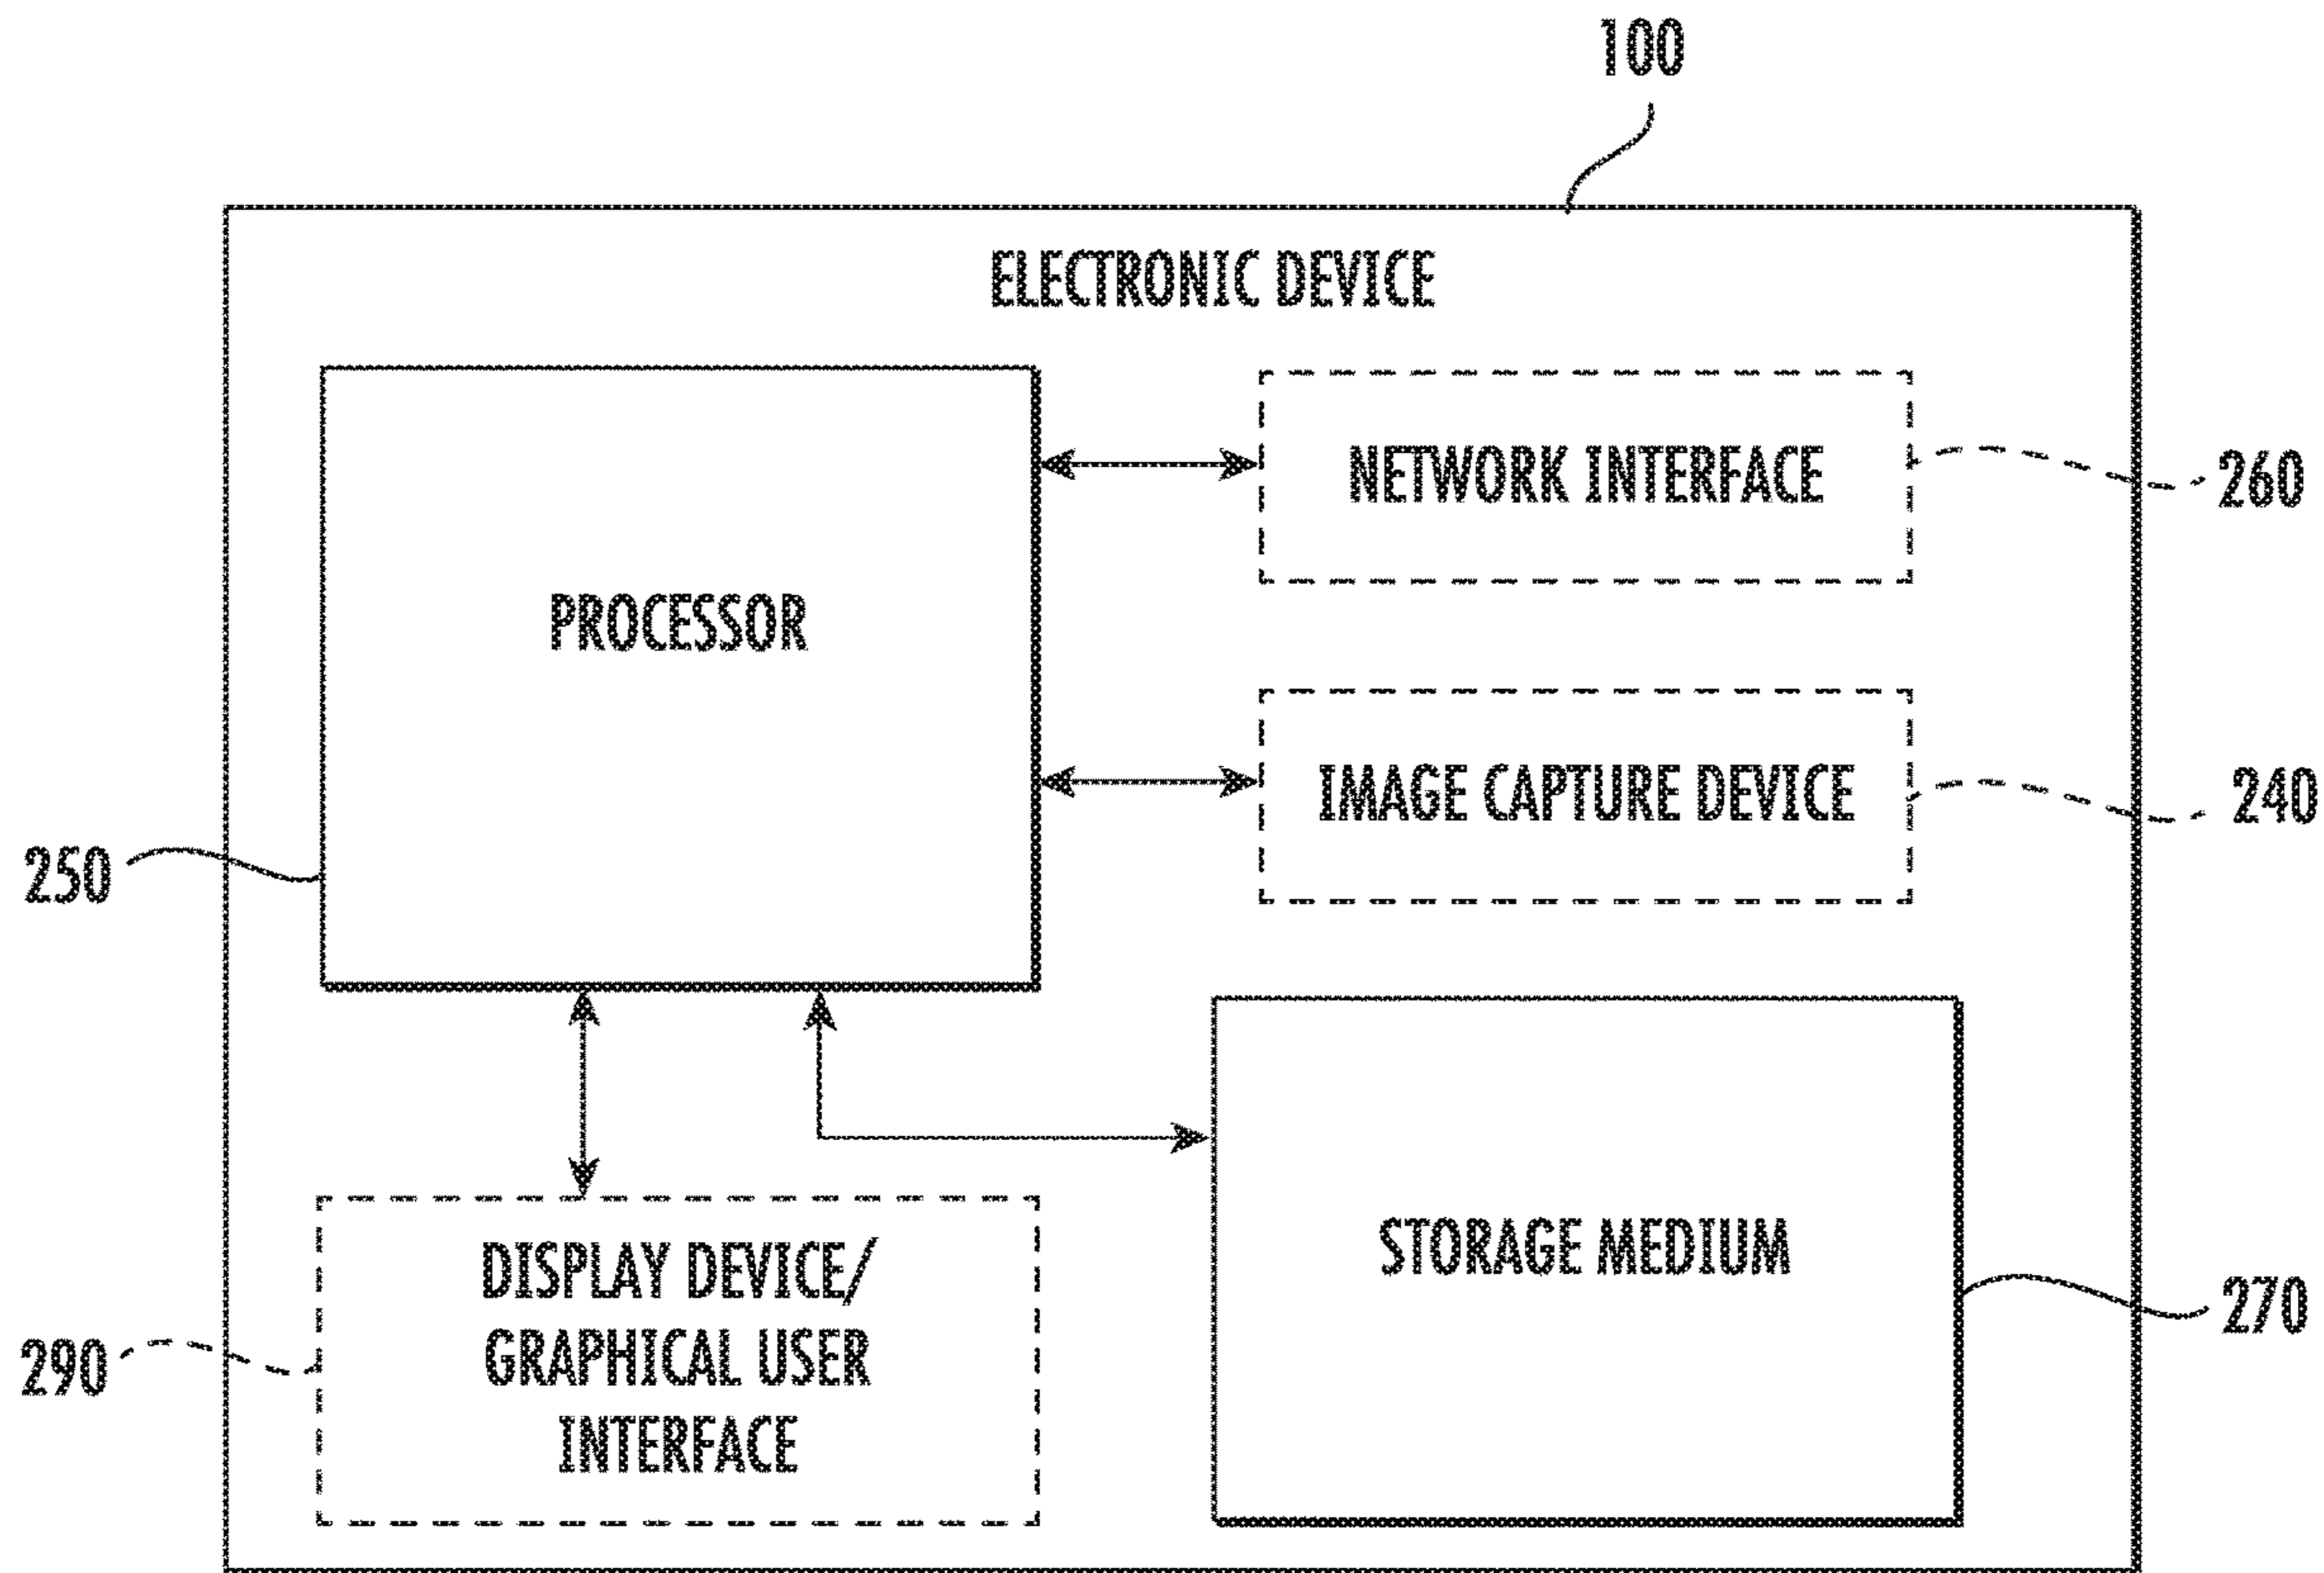 100
ELECTRONIC DEVICE
NETWORK INTERFACE
260
PROCESSOR
IMAGE CAPTURE DEVICE
240
250
STORAGE MEDIUM
270
DISPLAY DEVICE/
GRAPHICAL USER
INTERFACE
290